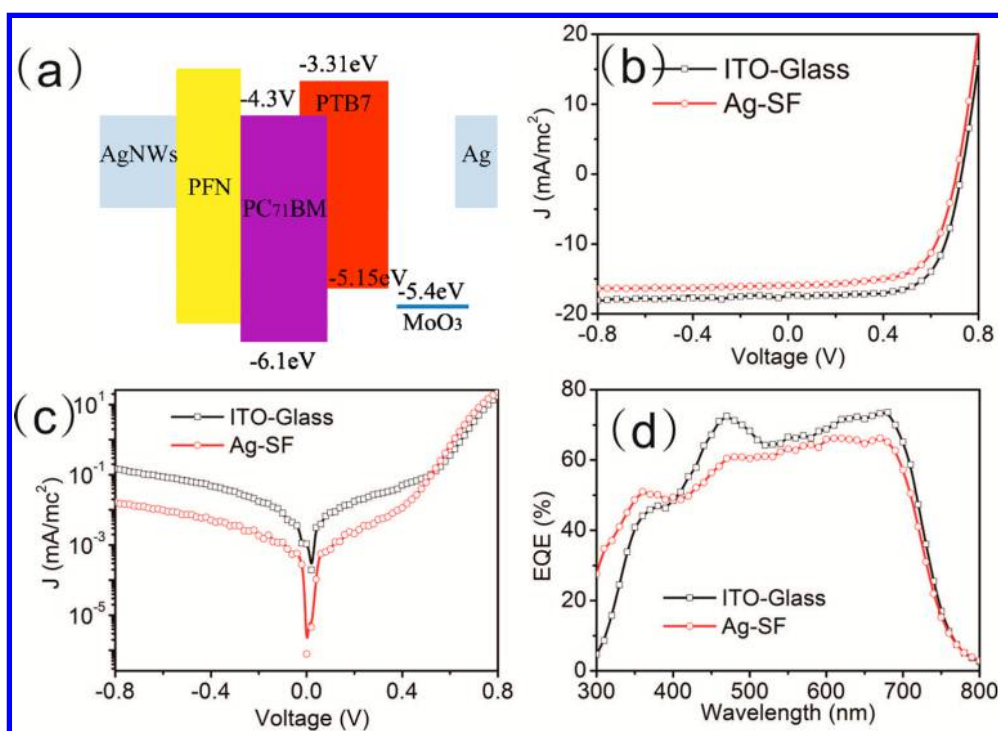 (a)
-3.31eV
-4.3V
PTB7
AgNWs
Ag
PFN
PC71BM
-5.15eV
-5.4eV
MoO3
-6.1eV
(b)
ITO-Glass
Ag-SF
20
10
0
-10
-20
J (mA/mc²)
-0.8
-0.4
0.0
0.4
0.8
Voltage (V)
(c)
ITO-Glass
Ag-SF
10¹
10⁻¹
10⁻³
10⁻⁵
J (mA/mc²)
-0.8
-0.4
0.0
0.4
0.8
Voltage (V)
(d)
ITO-Glass
Ag-SF
80
60
40
20
0
EQE (%)
300
400
500
600
700
800
Wavelength (nm)